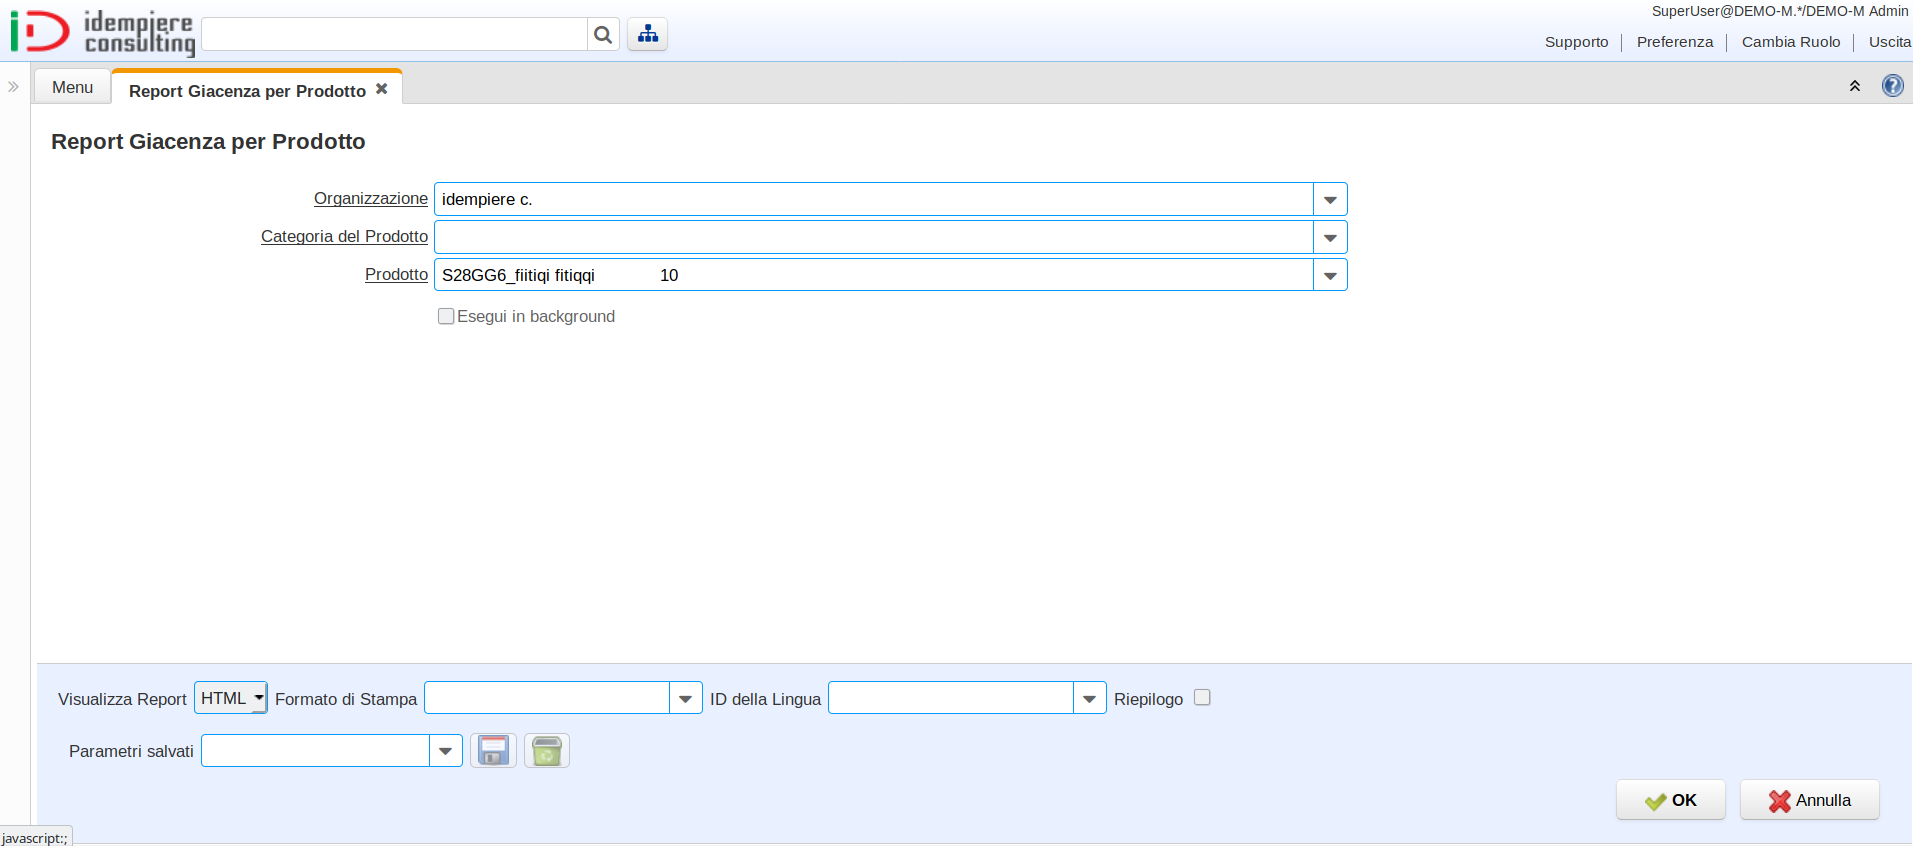 idempiere
consulting
SuperUser@DEMO-M.*/DEMO-M Admin
Supporto Preferenza Cambia Ruolo Uscita
Menu Report Giacenza per Prodotto
Report Giacenza per Prodotto
Organizzazione idempiere c.
Categoria del Prodotto
Prodotto S28GG6_fiitiqi fitiqqi 10
Esegui in background
Visualizza Report HTML Formato di Stampa ID della Lingua Riepilogo
Parametri salvati
OK Annulla
javascript:;